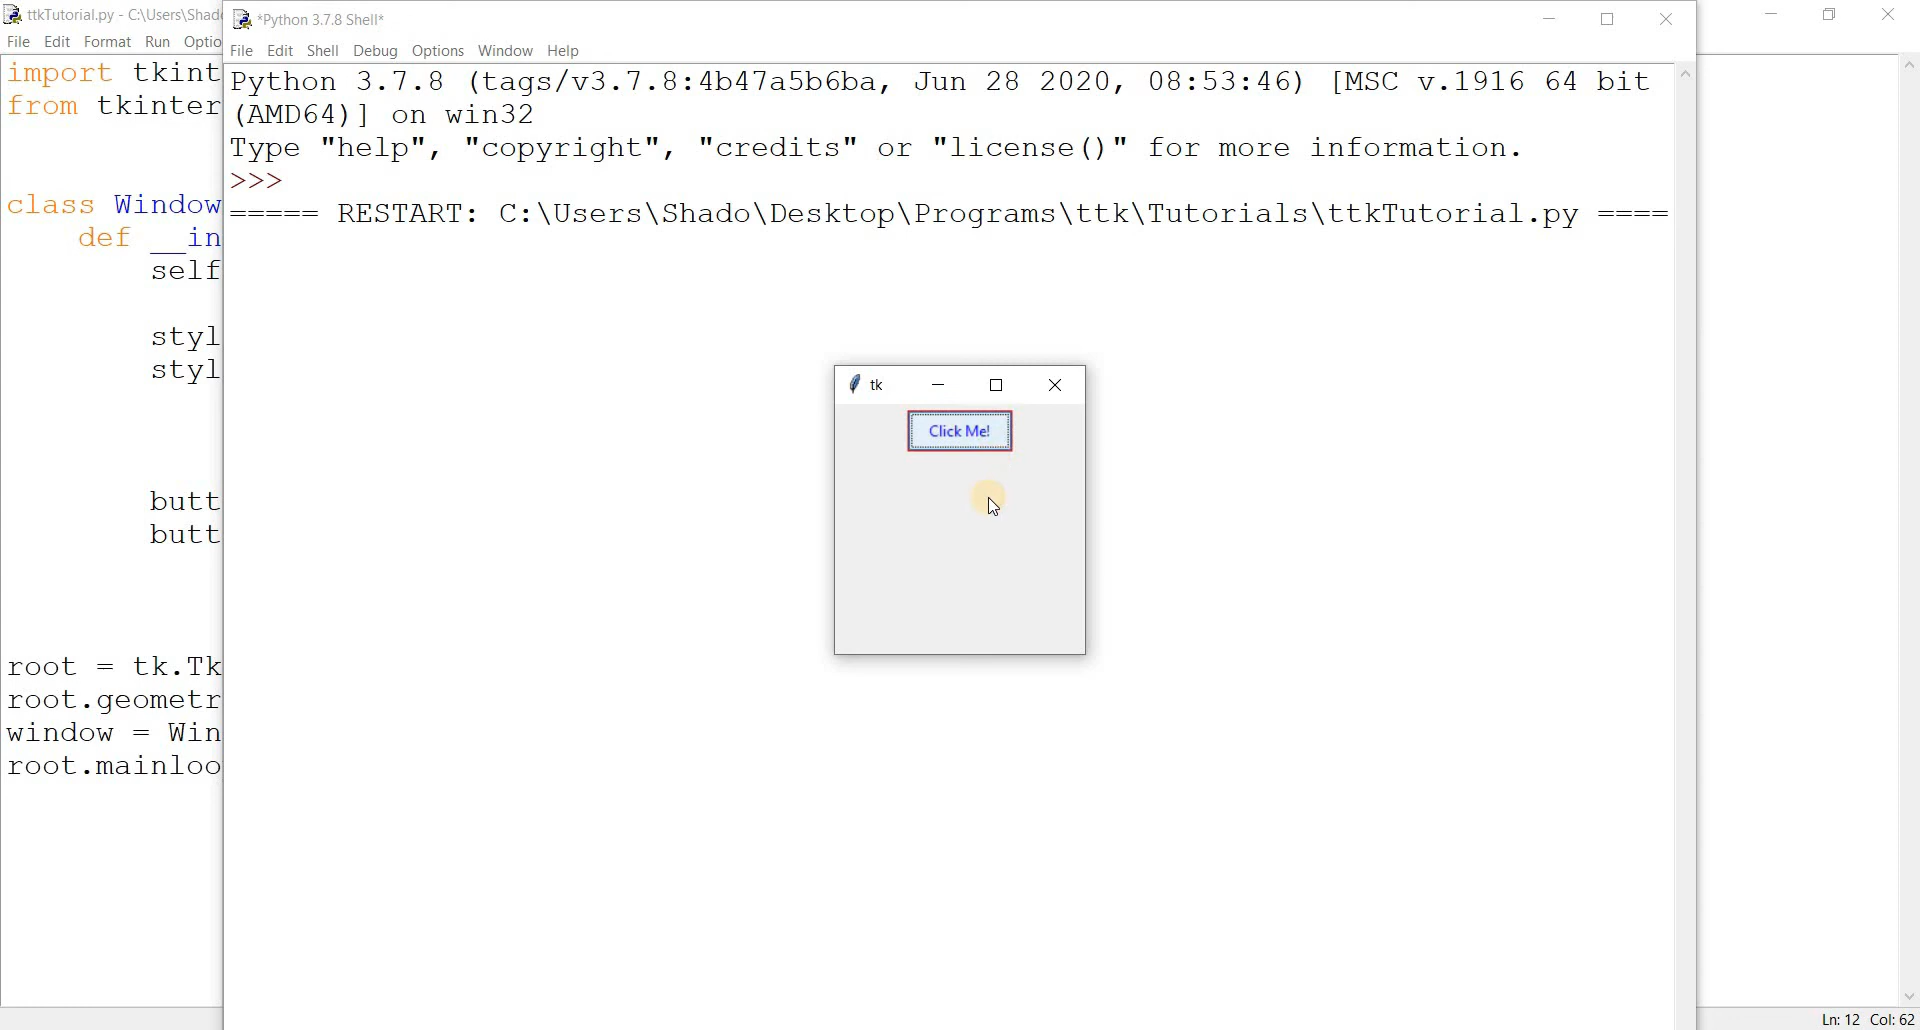 ttkTutorial.py - C:\Users\Shado
File Edit Format Run Optio
import tkint
from tkinter
class Window
def __in
self
styl
styl
butt
butt
root = tk.Tk
root.geometr
window = Win
root.mainloo
*Python 3.7.8 Shell*
File Edit Shell Debug Options Window Help
Python 3.7.8 (tags/v3.7.8:4b47a5b6ba, Jun 28 2020, 08:53:46) [MSC v.1916 64 bit
(AMD64)] on win32
Type "help", "copyright", "credits" or "license()" for more information.
>>>
===== RESTART: C:\Users\Shado\Desktop\Programs\ttk\Tutorials\ttkTutorial.py ====
tk
Click Me!
Ln: 12 Col: 62